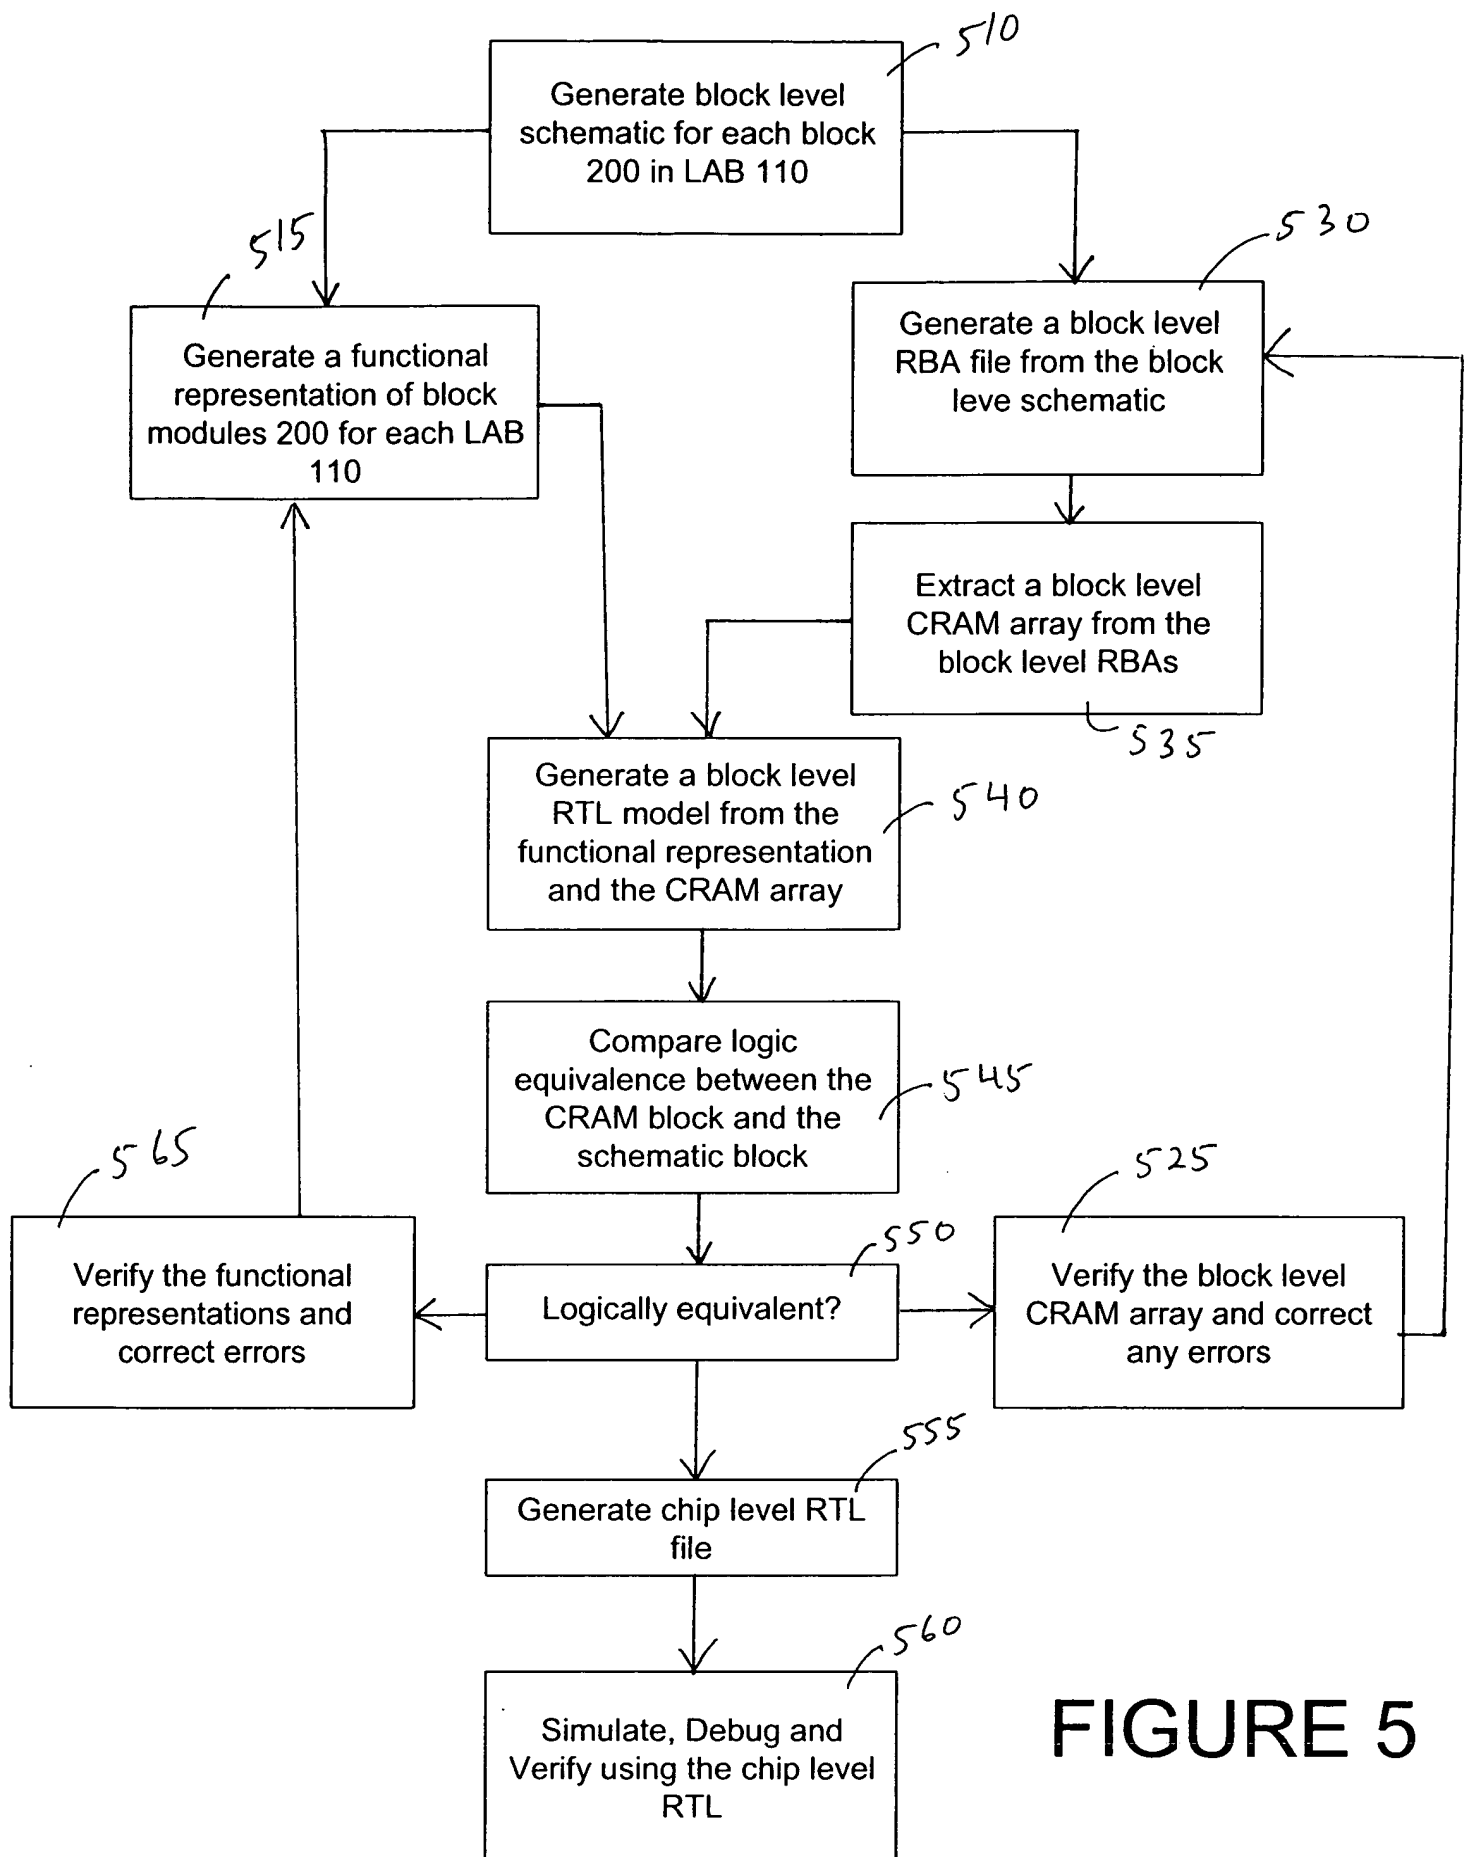 510
Generate block level
schematic for each block
200 in LAB 110
515
530
Generate a functional
representation of block
modules 200 for each LAB
110
Generate a block level
RBA file from the block
leve schematic
Extract a block level
CRAM array from the
block level RBAs
535
Generate a block level
RTL model from the
functional representation
and the CRAM array
540
Compare logic
equivalence between the
CRAM block and the
schematic block
545
565
525
550
Verify the functional
representations and
correct errors
Logically equivalent?
Verify the block level
CRAM array and correct
any errors
555
Generate chip level RTL
file
560
Simulate, Debug and
Verify using the chip level
RTL
FIGURE 5